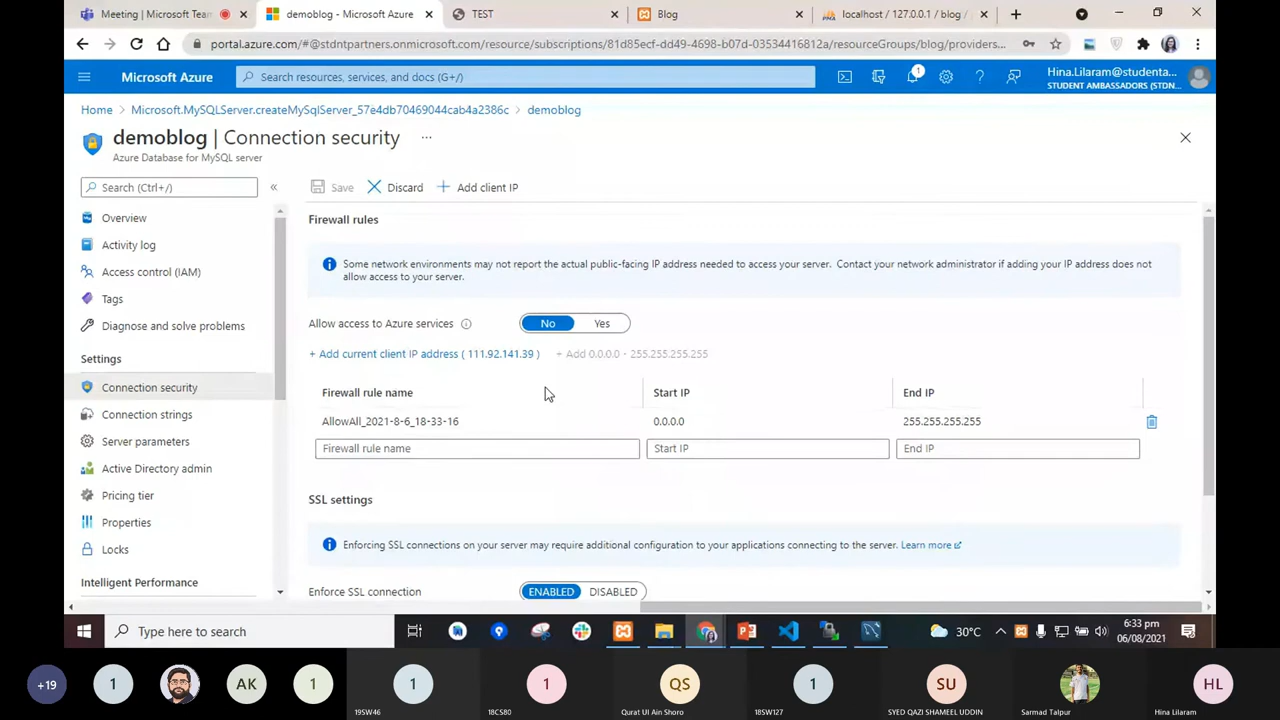 Meeting | Microsoft Team
demoblog - Microsoft Azure
TEST
Blog
localhost / 127.0.0.1 / blog /
portal.azure.com/#@stdntpartners.onmicrosoft.com/resource/subscriptions/81d85ecf-dd49-4698-b07d-03534416812a/resourceGroups/blog/providers...
Microsoft Azure
Search resources, services, and docs (G+/)
1
Hina.Lilaram@studenta...
STUDENT AMBASSADORS (STDN...
Home > Microsoft.MySQLServer.createMySqlServer_57e4db70469044cab4a2386c > demoblog
demoblog | Connection security ...
Azure Database for MySQL server
Search (Ctrl+/)
Save
Discard
Add client IP
Overview
Activity log
Access control (IAM)
Tags
Diagnose and solve problems
Settings
Connection security
Connection strings
Server parameters
Active Directory admin
Pricing tier
Properties
Locks
Intelligent Performance
Firewall rules
Some network environments may not report the actual public-facing IP address needed to access your server. Contact your network administrator if adding your IP address does not
allow access to your server.
Allow access to Azure services
No Yes
+ Add current client IP address ( 111.92.141.39 ) + Add 0.0.0.0 - 255.255.255.255
Firewall rule name Start IP End IP
AllowAll_2021-8-6_18-33-16 0.0.0.0 255.255.255.255
Firewall rule name Start IP End IP
SSL settings
Enforcing SSL connections on your server may require additional configuration to your applications connecting to the server. Learn more
Enforce SSL connection ENABLED DISABLED
Type here to search
30°C
6:33 pm
06/08/2021
+19
1
AK
1
1
19SW46
1
18CS80
QS
Qurat Ul Ain Shoro
1
18SW127
SU
SYED QAZI SHAMEEL UDDIN
Sarmad Talpur
HL
Hina Lilaram